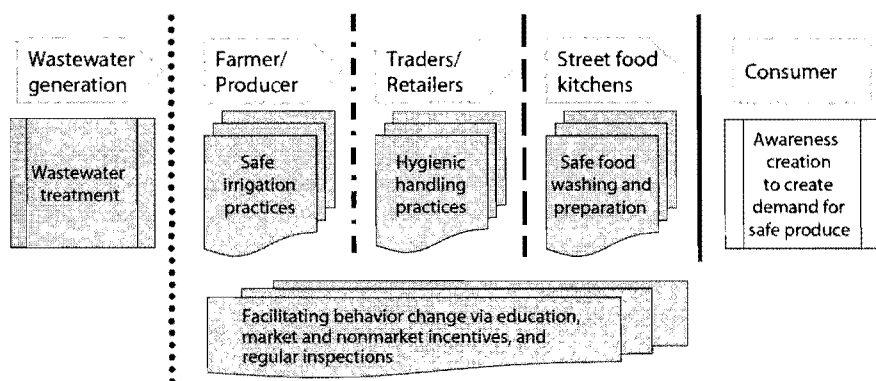 Wastewater
generation
Farmer/
Producer
Traders/
Retailers
Street food
kitchens
Consumer
Wastewater
treatment
Safe
irrigation
practices
Hygienic
handling
practices
Safe food
washing and
preparation
Awareness
creation
to create
demand for
safe produce
Facilitating behavior change via education,
market and nonmarket incentives, and
regular inspections